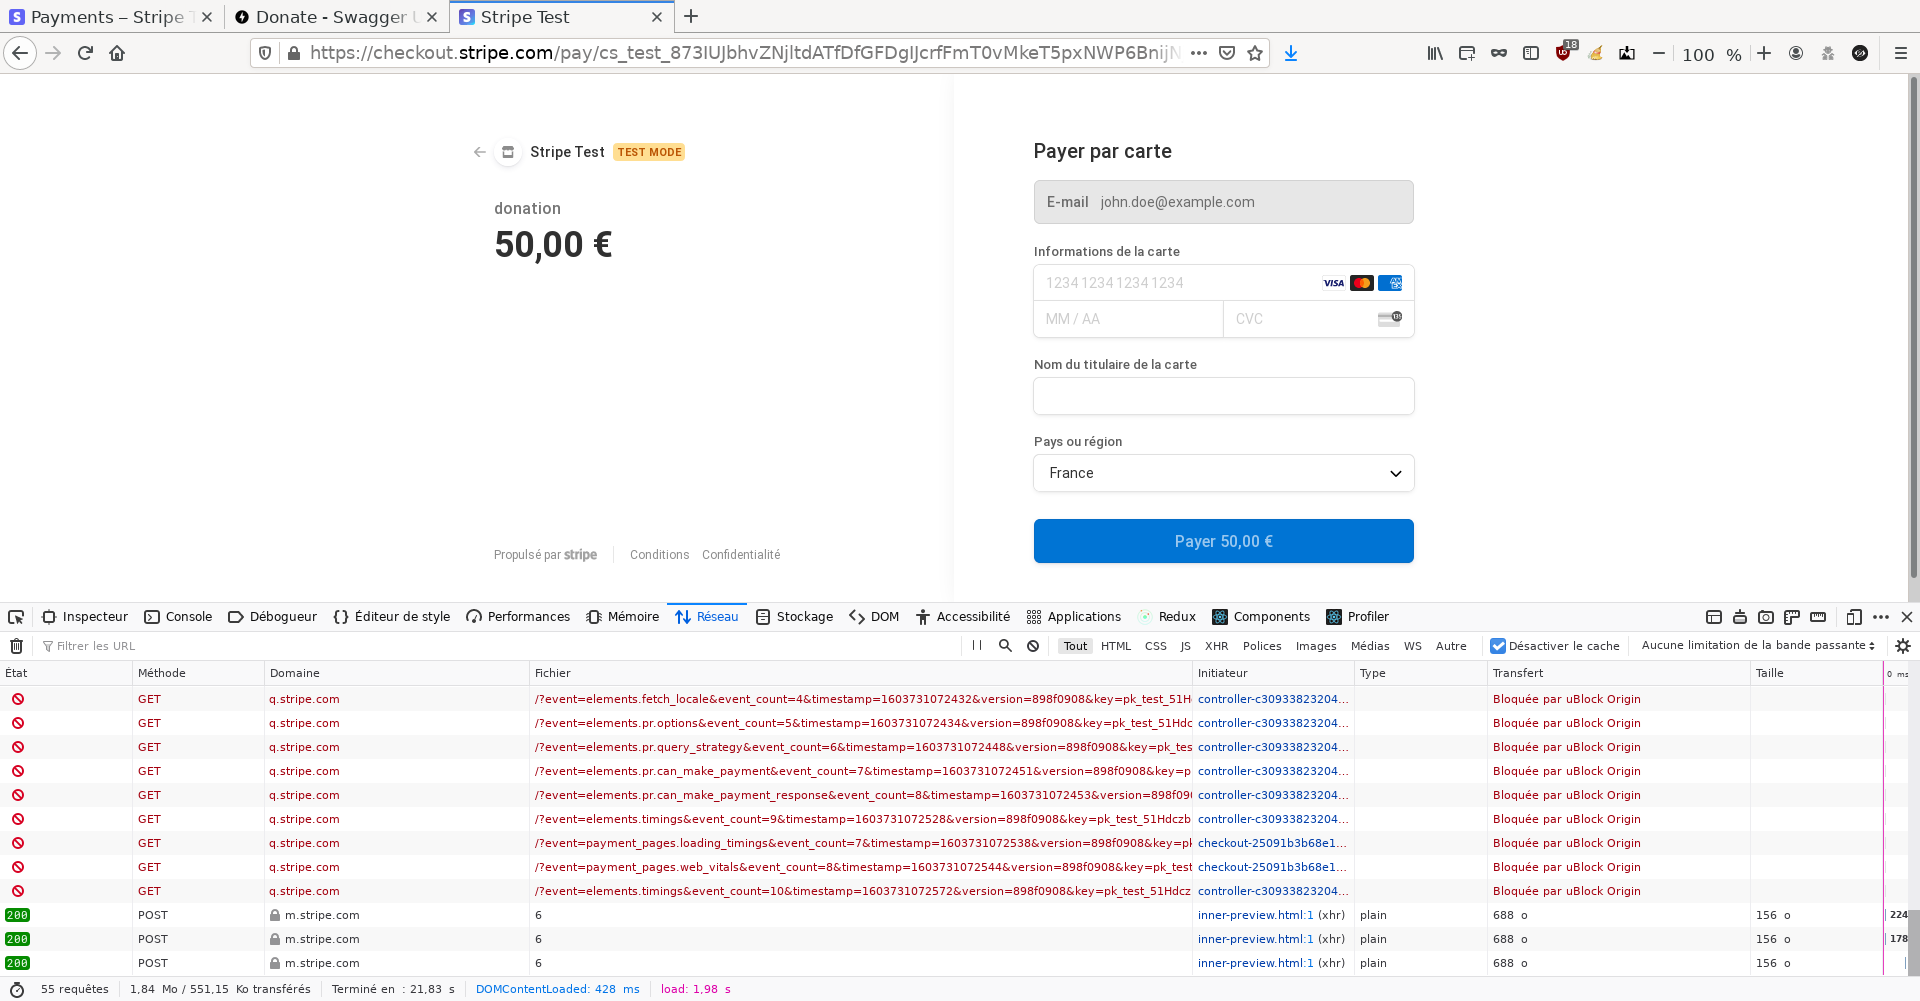 Payments – Stripe T
Donate - Swagger U
Stripe Test
https://checkout.stripe.com/pay/cs_test_873IUJbhvZNjltdATfDfGFDgIJcrfFmT0vMkeT5pxNWP6BnijN
18
100 %
Stripe Test
TEST MODE
donation
50,00 €
Propulsé par stripe
Conditions
Confidentialité
Payer par carte
E-mail john.doe@example.com
Informations de la carte
1234 1234 1234 1234
VISA
MM / AA
CVC
135
Nom du titulaire de la carte
Pays ou région
France
Payer 50,00 €
Inspecteur Console Débogueur Éditeur de style Performances Mémoire Réseau Stockage DOM Accessibilité Applications Redux Components Profiler
Filtrer les URL
Tout HTML CSS JS XHR Polices Images Médias WS Autre Désactiver le cache Aucune limitation de la bande passante
État Méthode Domaine Fichier Initiateur Type Transfert Taille 0 ms
GET q.stripe.com /?event=elements.fetch_locale&event_count=4&timestamp=1603731072432&version=898f0908&key=pk_test_51H controller-c30933823204… Bloquée par uBlock Origin
GET q.stripe.com /?event=elements.pr.options&event_count=5&timestamp=1603731072434&version=898f0908&key=pk_test_51Hdc controller-c30933823204… Bloquée par uBlock Origin
GET q.stripe.com /?event=elements.pr.query_strategy&event_count=6&timestamp=1603731072448&version=898f0908&key=pk_tes controller-c30933823204… Bloquée par uBlock Origin
GET q.stripe.com /?event=elements.pr.can_make_payment&event_count=7&timestamp=1603731072451&version=898f0908&key=p controller-c30933823204… Bloquée par uBlock Origin
GET q.stripe.com /?event=elements.pr.can_make_payment_response&event_count=8&timestamp=1603731072453&version=898f09 controller-c30933823204… Bloquée par uBlock Origin
GET q.stripe.com /?event=elements.timings&event_count=9&timestamp=1603731072528&version=898f0908&key=pk_test_51Hdczb controller-c30933823204… Bloquée par uBlock Origin
GET q.stripe.com /?event=payment_pages.loading_timings&event_count=7&timestamp=1603731072538&version=898f0908&key=pk checkout-25091b3b68e1… Bloquée par uBlock Origin
GET q.stripe.com /?event=payment_pages.web_vitals&event_count=8&timestamp=1603731072544&version=898f0908&key=pk_test checkout-25091b3b68e1… Bloquée par uBlock Origin
GET q.stripe.com /?event=elements.timings&event_count=10&timestamp=1603731072572&version=898f0908&key=pk_test_51Hdcz controller-c30933823204… Bloquée par uBlock Origin
200 POST m.stripe.com 6 inner-preview.html:1 (xhr) plain 688 o 156 o 224
200 POST m.stripe.com 6 inner-preview.html:1 (xhr) plain 688 o 156 o 178
200 POST m.stripe.com 6 inner-preview.html:1 (xhr) plain 688 o 156 o
55 requêtes 1,84 Mo / 551,15 Ko transférés Terminé en : 21,83 s DOMContentLoaded: 428 ms load: 1,98 s